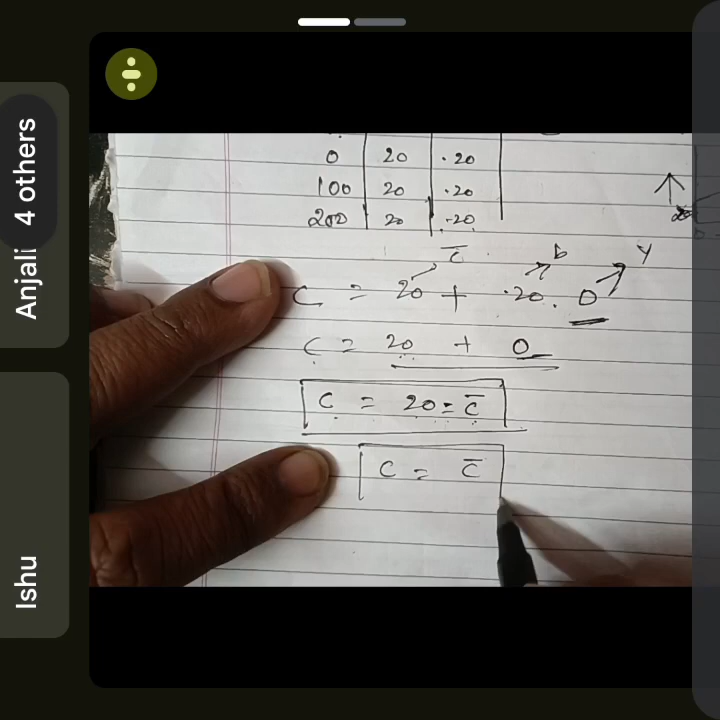 0 20 .20
100 20 .20
200 20 .20
c̅ b y
C = 20 + .20 . 0
C = 20 + 0
C = 20 = c̅
C = c̅
Anjali 4 others
Ishu